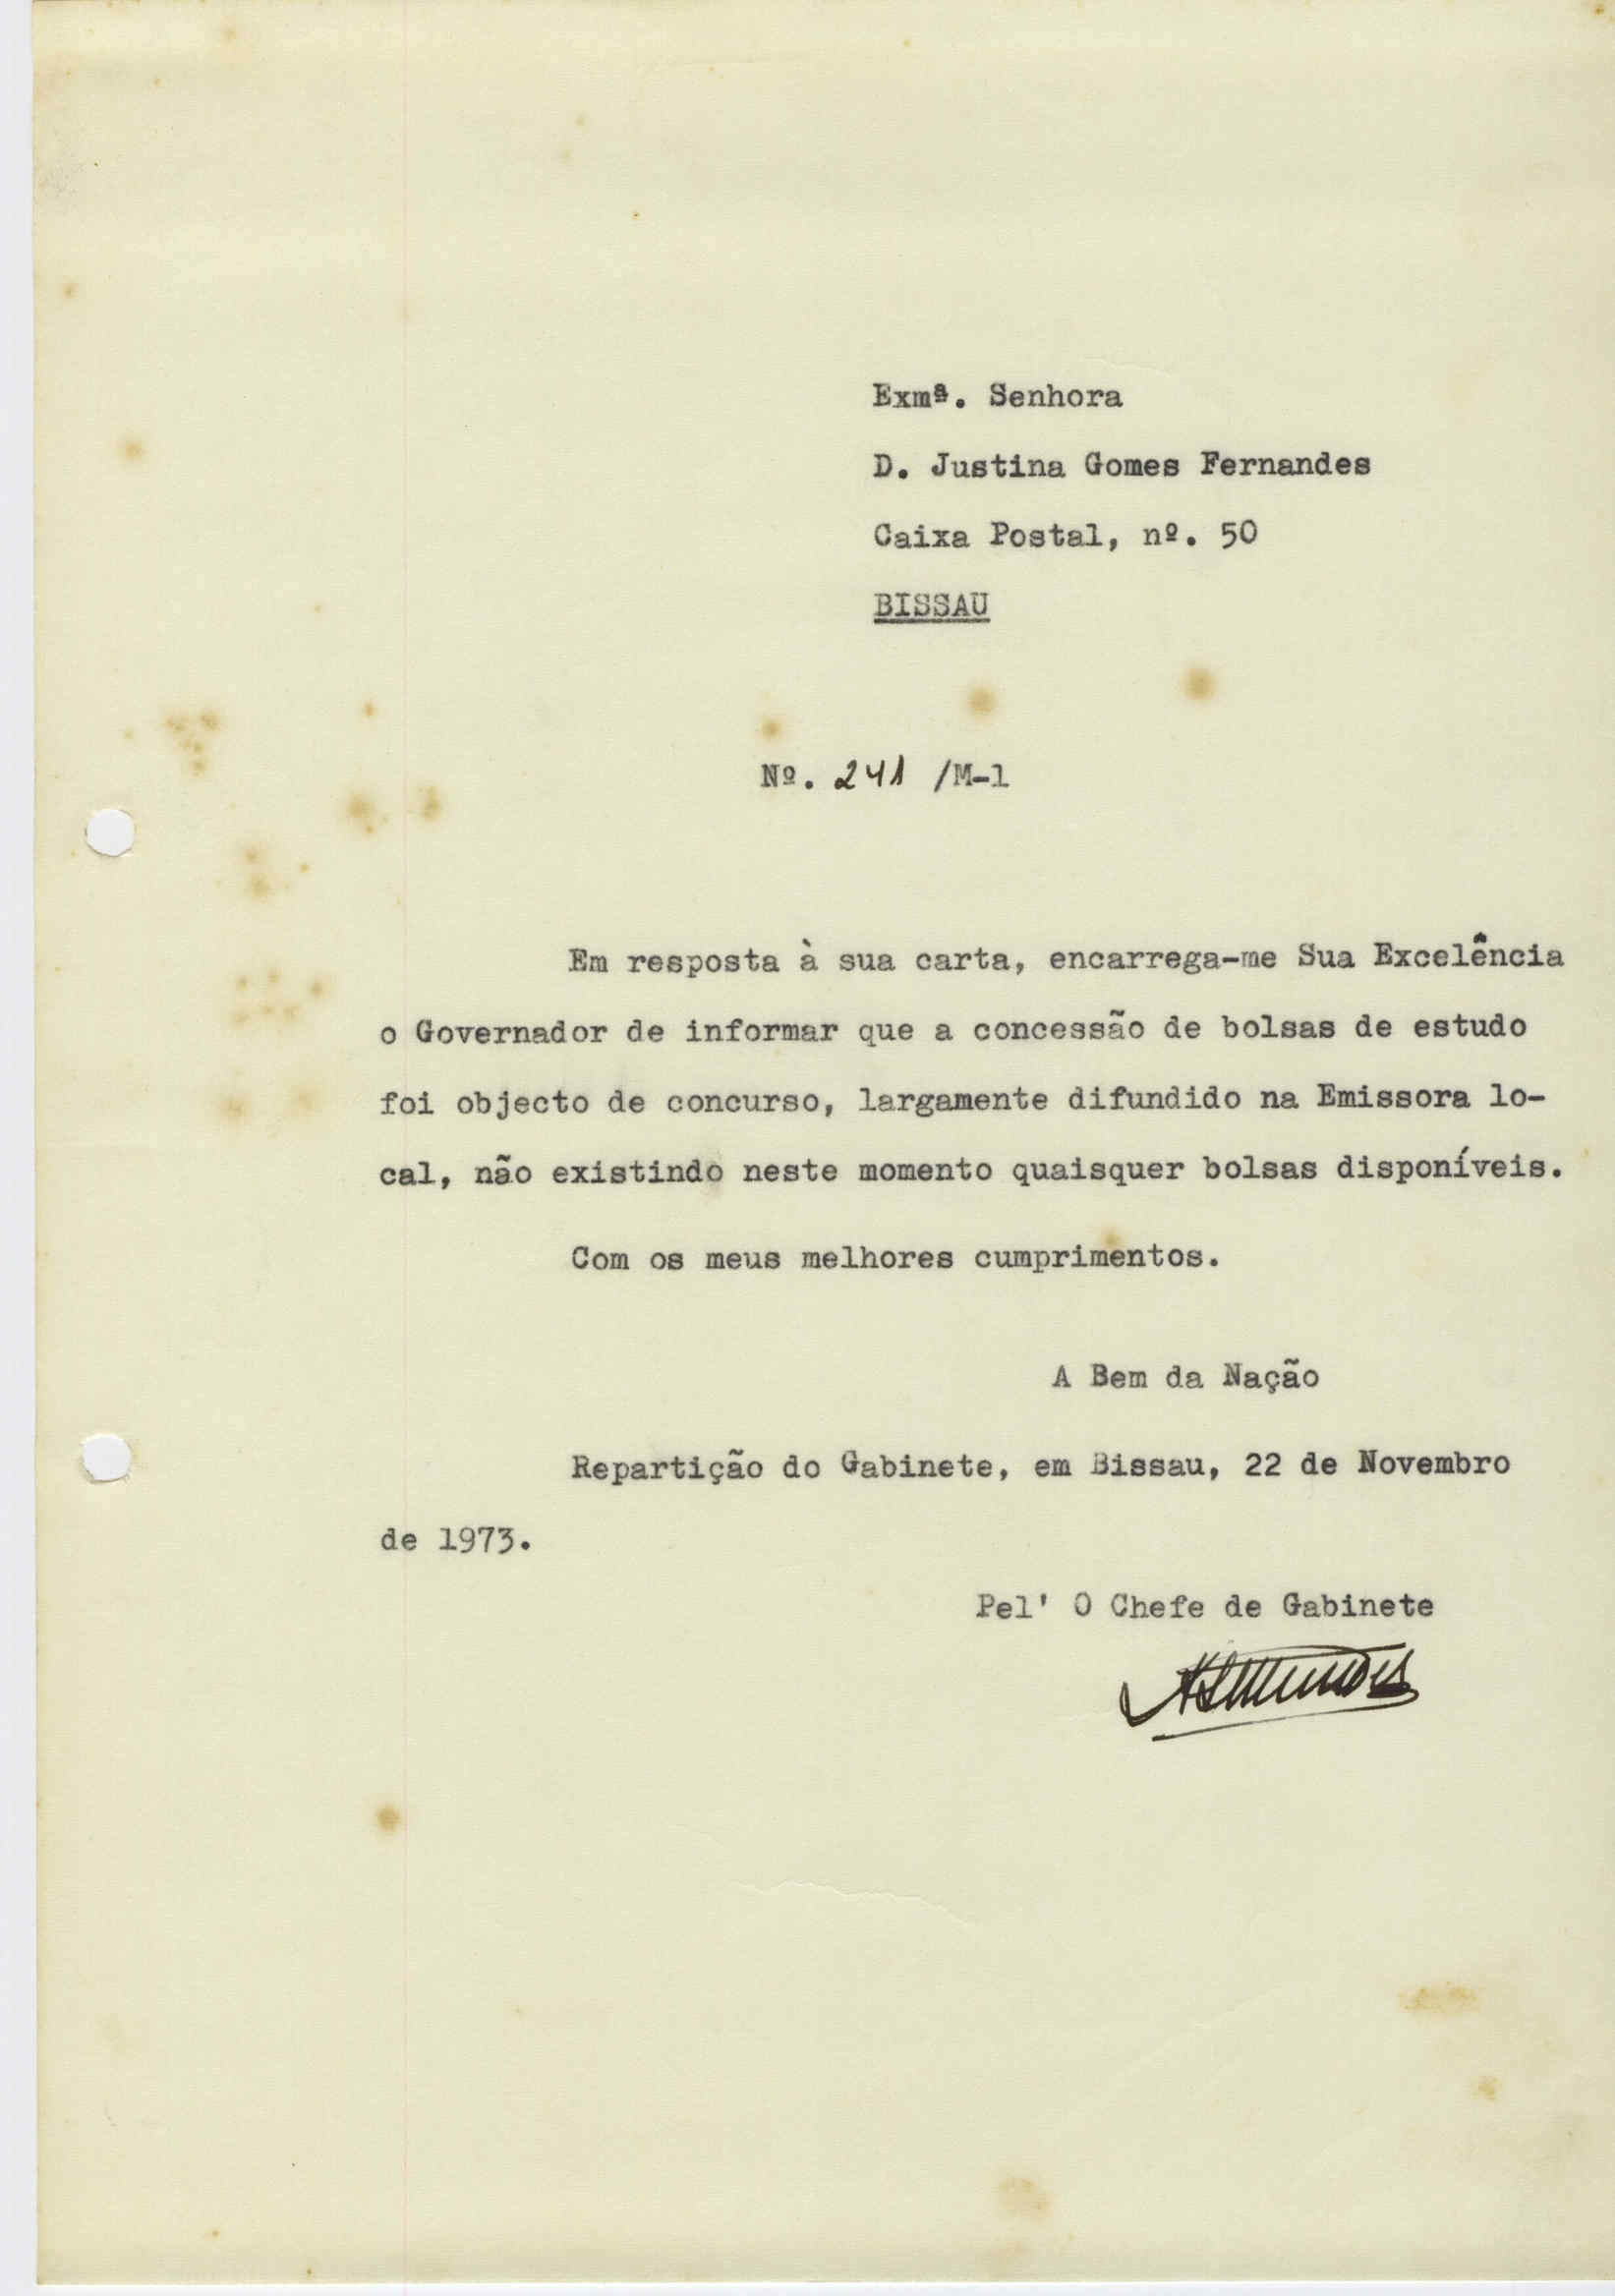 Exmª. Senhora
D. Justina Gomes Fernandes
Caixa Postal, nº. 50
BISSAU
Nº. 241 /M-1
Em resposta à sua carta, encarrega-me Sua Excelência
o Governador de informar que a concessão de bolsas de estudo
foi objecto de concurso, largamente difundido na Emissora lo-
cal, não existindo neste momento quaisquer bolsas disponíveis.
Com os meus melhores cumprimentos.
A Bem da Nação
Repartição do Gabinete, em Bissau, 22 de Novembro
de 1973.
Pel' O Chefe de Gabinete